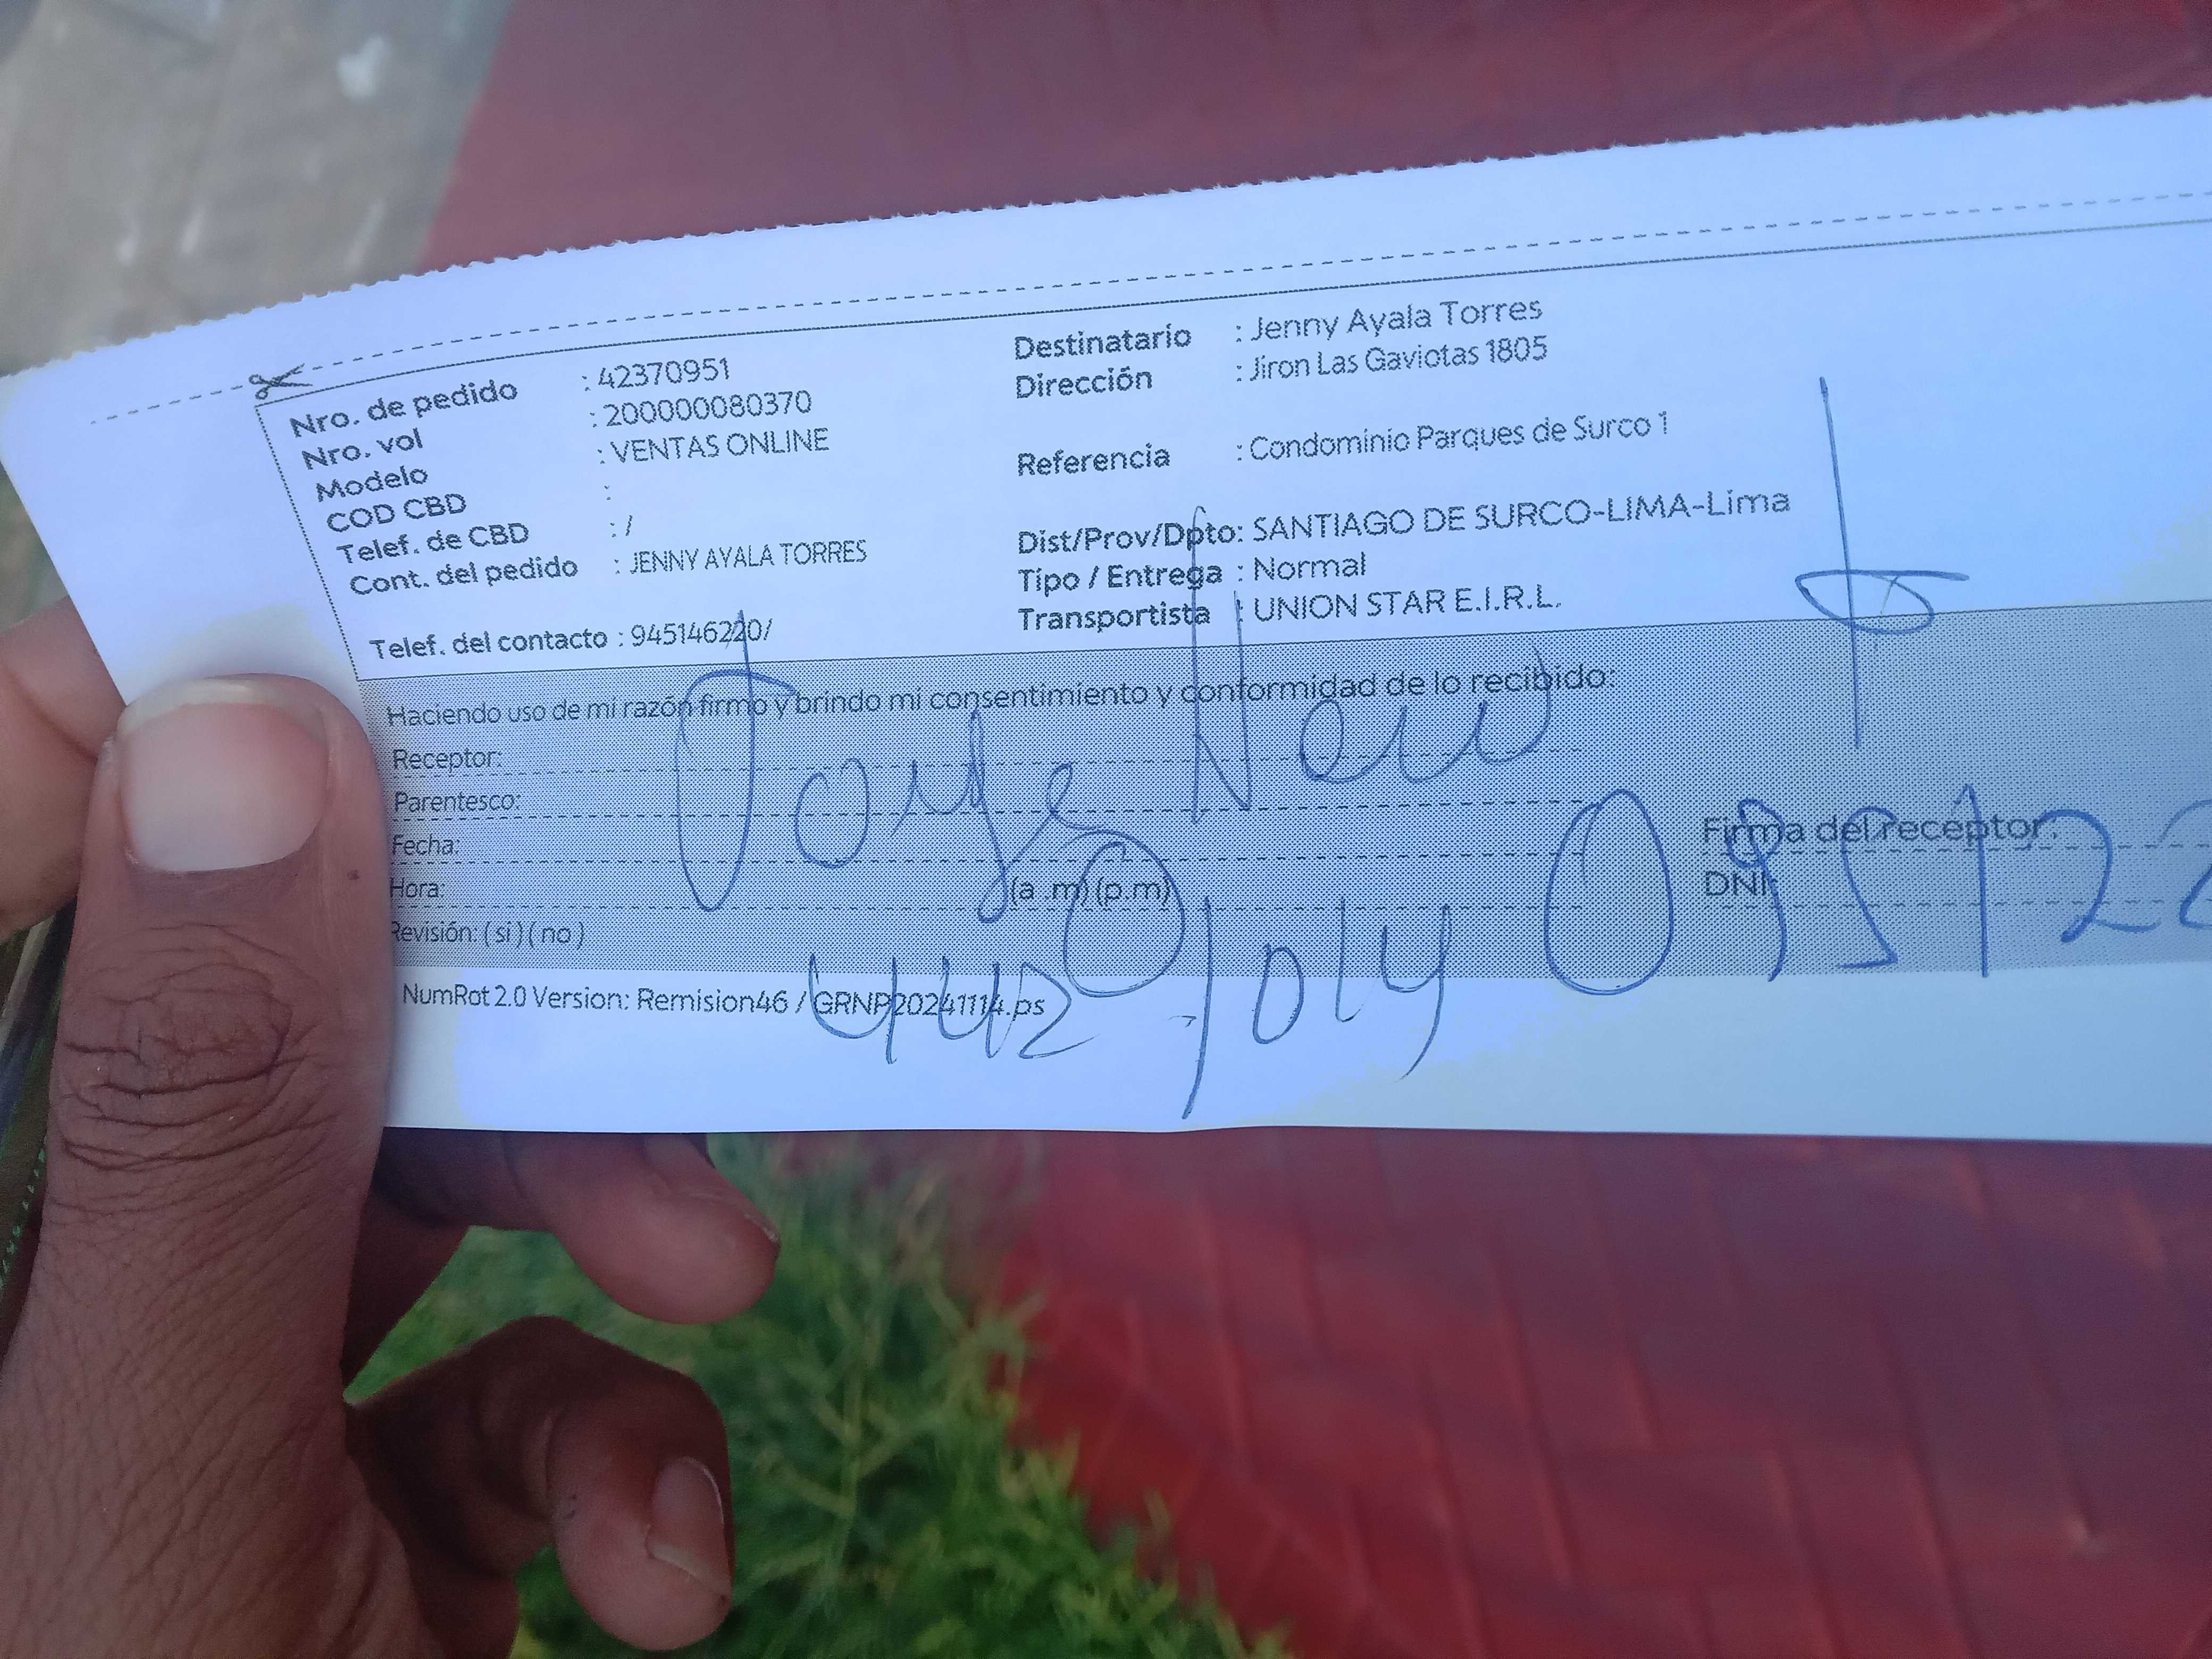 Nro. de pedido : 42370951
Nro. vol : 200000080370
Modelo : VENTAS ONLINE
COD CBD :
Telef. de CBD : /
Cont. del pedido : JENNY AYALA TORRES
Telef. del contacto : 945146220/
Destinatario : Jenny Ayala Torres
Dirección : Jiron Las Gaviotas 1805
Referencia : Condominio Parques de Surco 1
Dist/Prov/Dpto: SANTIAGO DE SURCO-LIMA-Lima
Tipo / Entrega : Normal
Transportista : UNION STAR E.I.R.L.
Haciendo uso de mi razón firmo y brindo mi consentimiento y conformidad de lo recibido:
Receptor:
Parentesco:
Fecha:
Hora: (a .m) (p.m)
Revisión: ( si ) ( no )
Firma del receptor:
DNI:
Jorge
NumRot 2.0 Version: Remision46 / GRNP20241114.ps